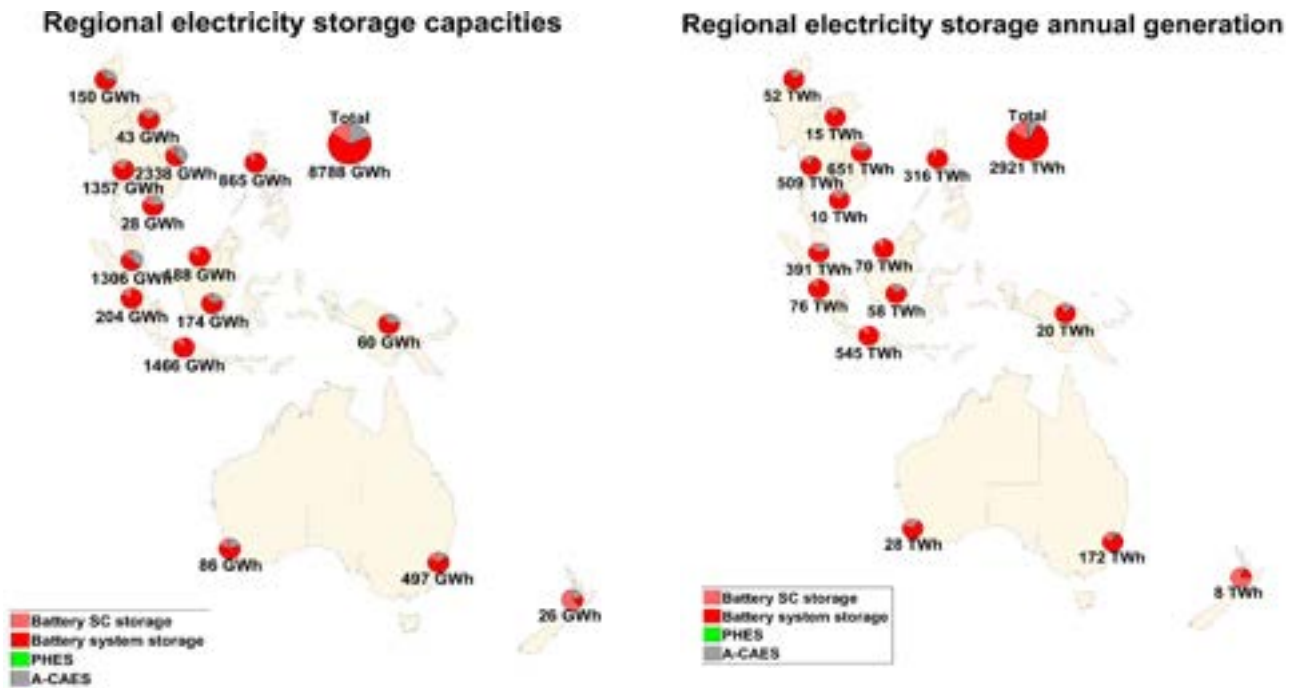 Regional electricity storage capacities
150 GWh
43 GWh
2338 GWh
1357 GWh
865 GWh
Total
8788 GWh
28 GWh
1306 GWh
188 GWh
204 GWh
174 GWh
60 GWh
1466 GWh
86 GWh
497 GWh
26 GWh
Battery SC storage
Battery system storage
PHES
A-CAES
Regional electricity storage annual generation
52 TWh
15 TWh
651 TWh
509 TWh
316 TWh
Total
2921 TWh
10 TWh
391 TWh
70 TWh
76 TWh
58 TWh
20 TWh
545 TWh
28 TWh
172 TWh
8 TWh
Battery SC storage
Battery system storage
PHES
A-CAES